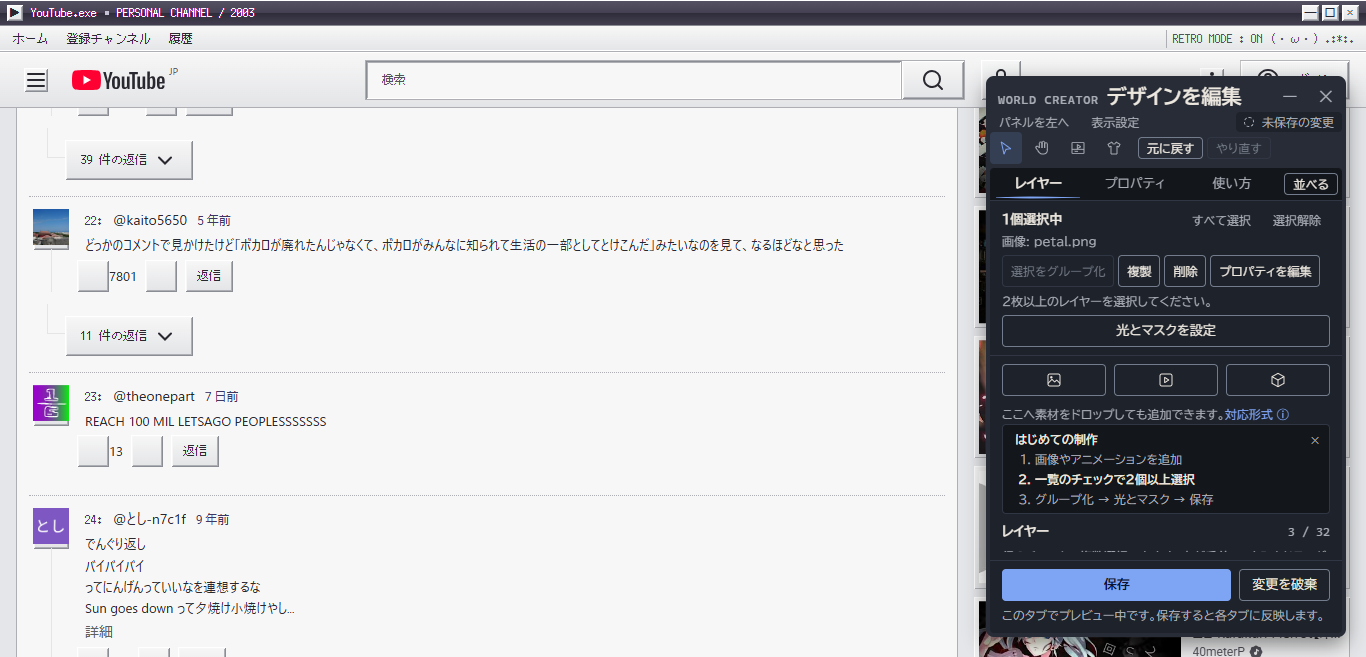 YouTube.exe ▪ PERSONAL CHANNEL / 2003
ホーム 登録チャンネル 履歴
RETRO MODE : ON (・ω・) .:*:.
YouTube JP
検索
39 件の返信
22: @kaito5650 5 年前
どっかのコメントで見かけたけど「ボカロが廃れたんじゃなくて、ボカロがみんなに知られて生活の一部としてとけこんだ」みたいなのを見て、なるほどなと思った
7801 返信
11 件の返信
23: @theonepart 7 日前
REACH 100 MIL LETSAGO PEOPLESSSSSSS
13 返信
とし
24: @とし-n7c1f 9 年前
でんぐり返し
バイバイバイ
ってにんげんっていいなを連想するな
Sun goes down って夕焼け小焼けやし...
詳細
WORLD CREATOR デザインを編集
パネルを左へ 表示設定 未保存の変更
元に戻す やり直す
レイヤー プロパティ 使い方 並べる
1個選択中 すべて選択 選択解除
画像: petal.png
選択をグループ化 複製 削除 プロパティを編集
2枚以上のレイヤーを選択してください。
光とマスクを設定
ここへ素材をドロップしても追加できます。対応形式 ⓘ
はじめての制作 ×
1. 画像やアニメーションを追加
2. 一覧のチェックで2個以上選択
3. グループ化 → 光とマスク → 保存
レイヤー 3 / 32
保存 変更を破棄
このタブでプレビュー中です。保存すると各タブに反映します。
40meterP